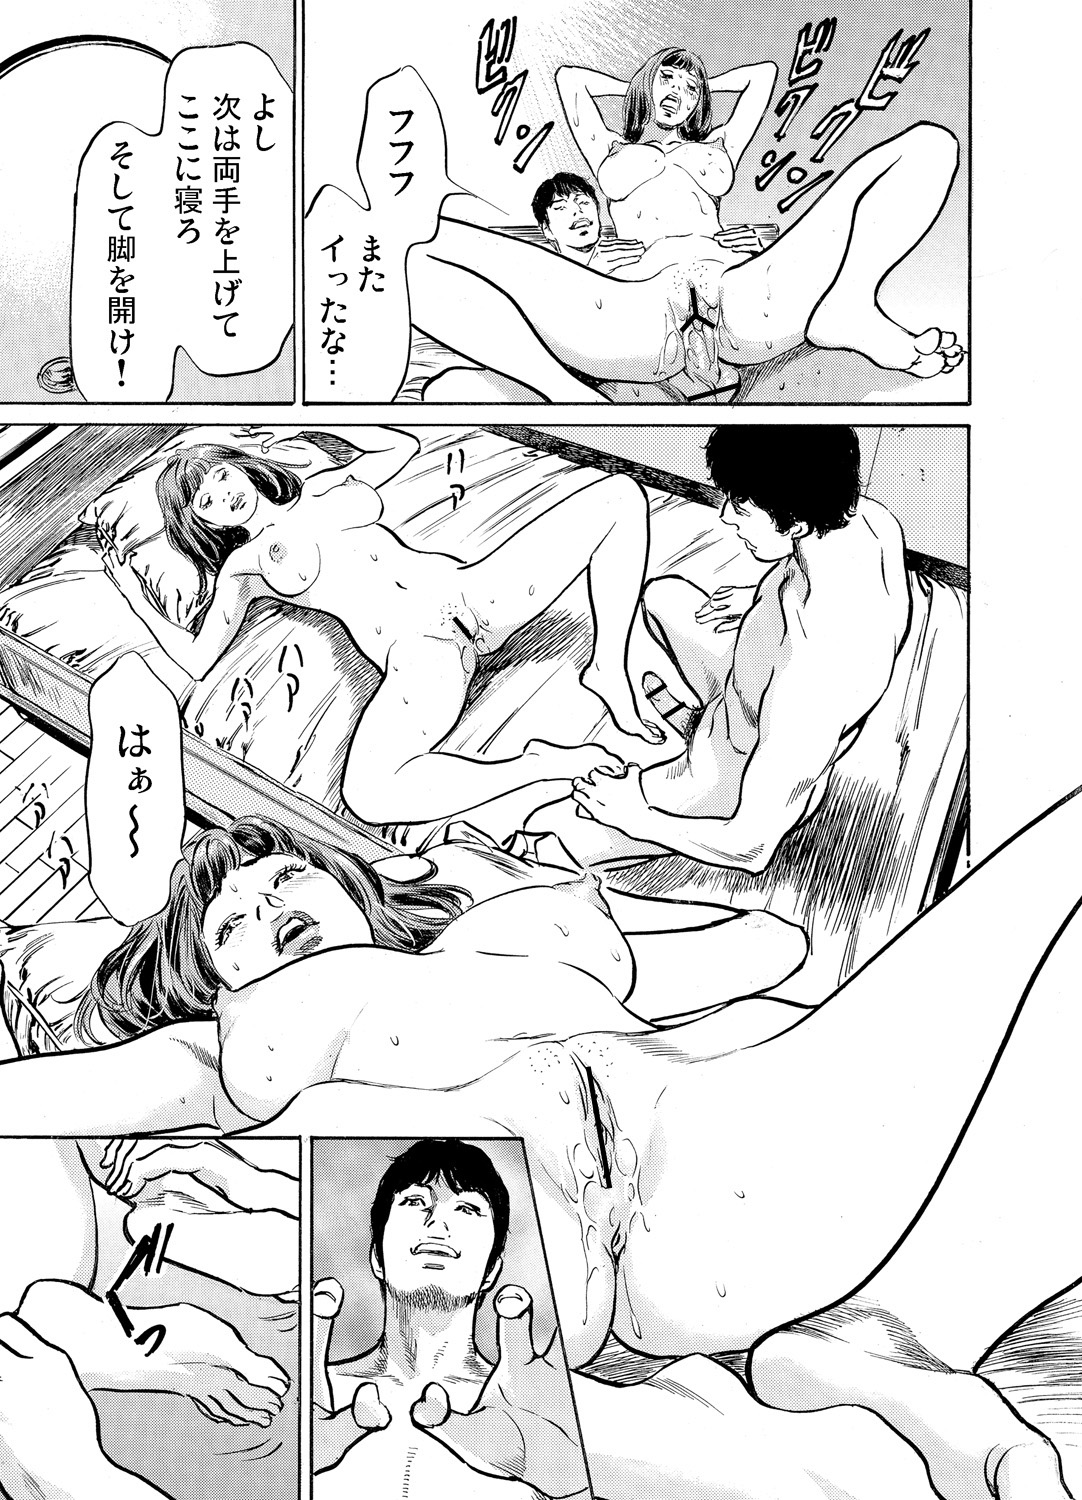 ビクン
ビクン
ビクン
フフフ
また
イったな…
よし
次は両手を上げて
ここに寝ろ
そして脚を開け！
ハァ
ハァ
ハァ
はぁ～